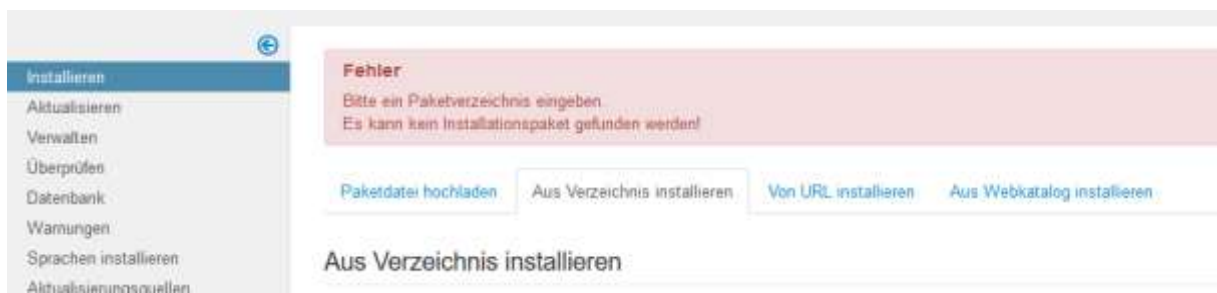 Installieren
Aktualisieren
Verwalten
Überprüfen
Datenbank
Warnungen
Sprachen installieren
Aktualisierungsquellen
Fehler
Bitte ein Paketverzeichnis eingeben
Es kann kein Installationspaket gefunden werden!
Paketdatei hochladen Aus Verzeichnis installieren Von URL installieren Aus Webkatalog installieren
Aus Verzeichnis installieren